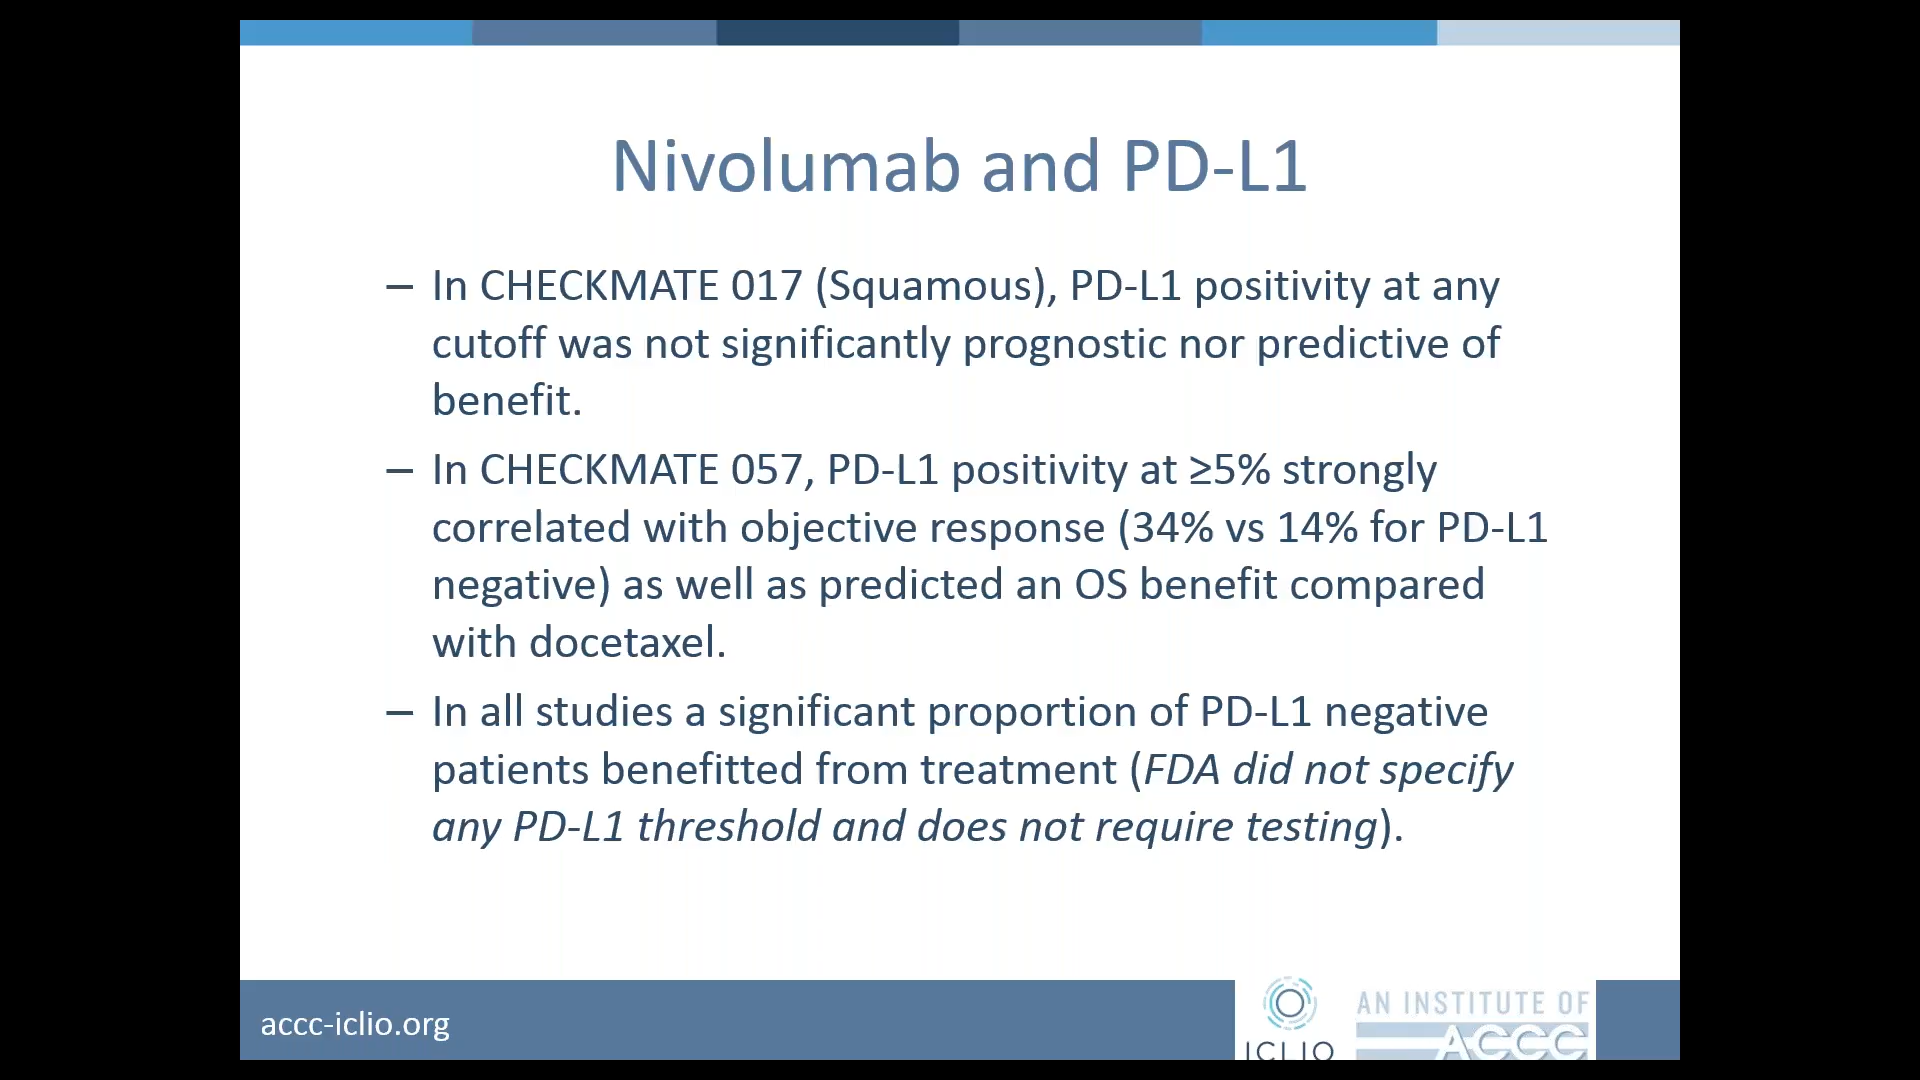 Nivolumab and PD-L1
– In CHECKMATE 017 (Squamous), PD-L1 positivity at any
cutoff was not significantly prognostic nor predictive of
benefit.
– In CHECKMATE 057, PD-L1 positivity at ≥5% strongly
correlated with objective response (34% vs 14% for PD-L1
negative) as well as predicted an OS benefit compared
with docetaxel.
– In all studies a significant proportion of PD-L1 negative
patients benefitted from treatment (FDA did not specify
any PD-L1 threshold and does not require testing).
accc-iclio.org
ICLIO
AN INSTITUTE OF
ACCC